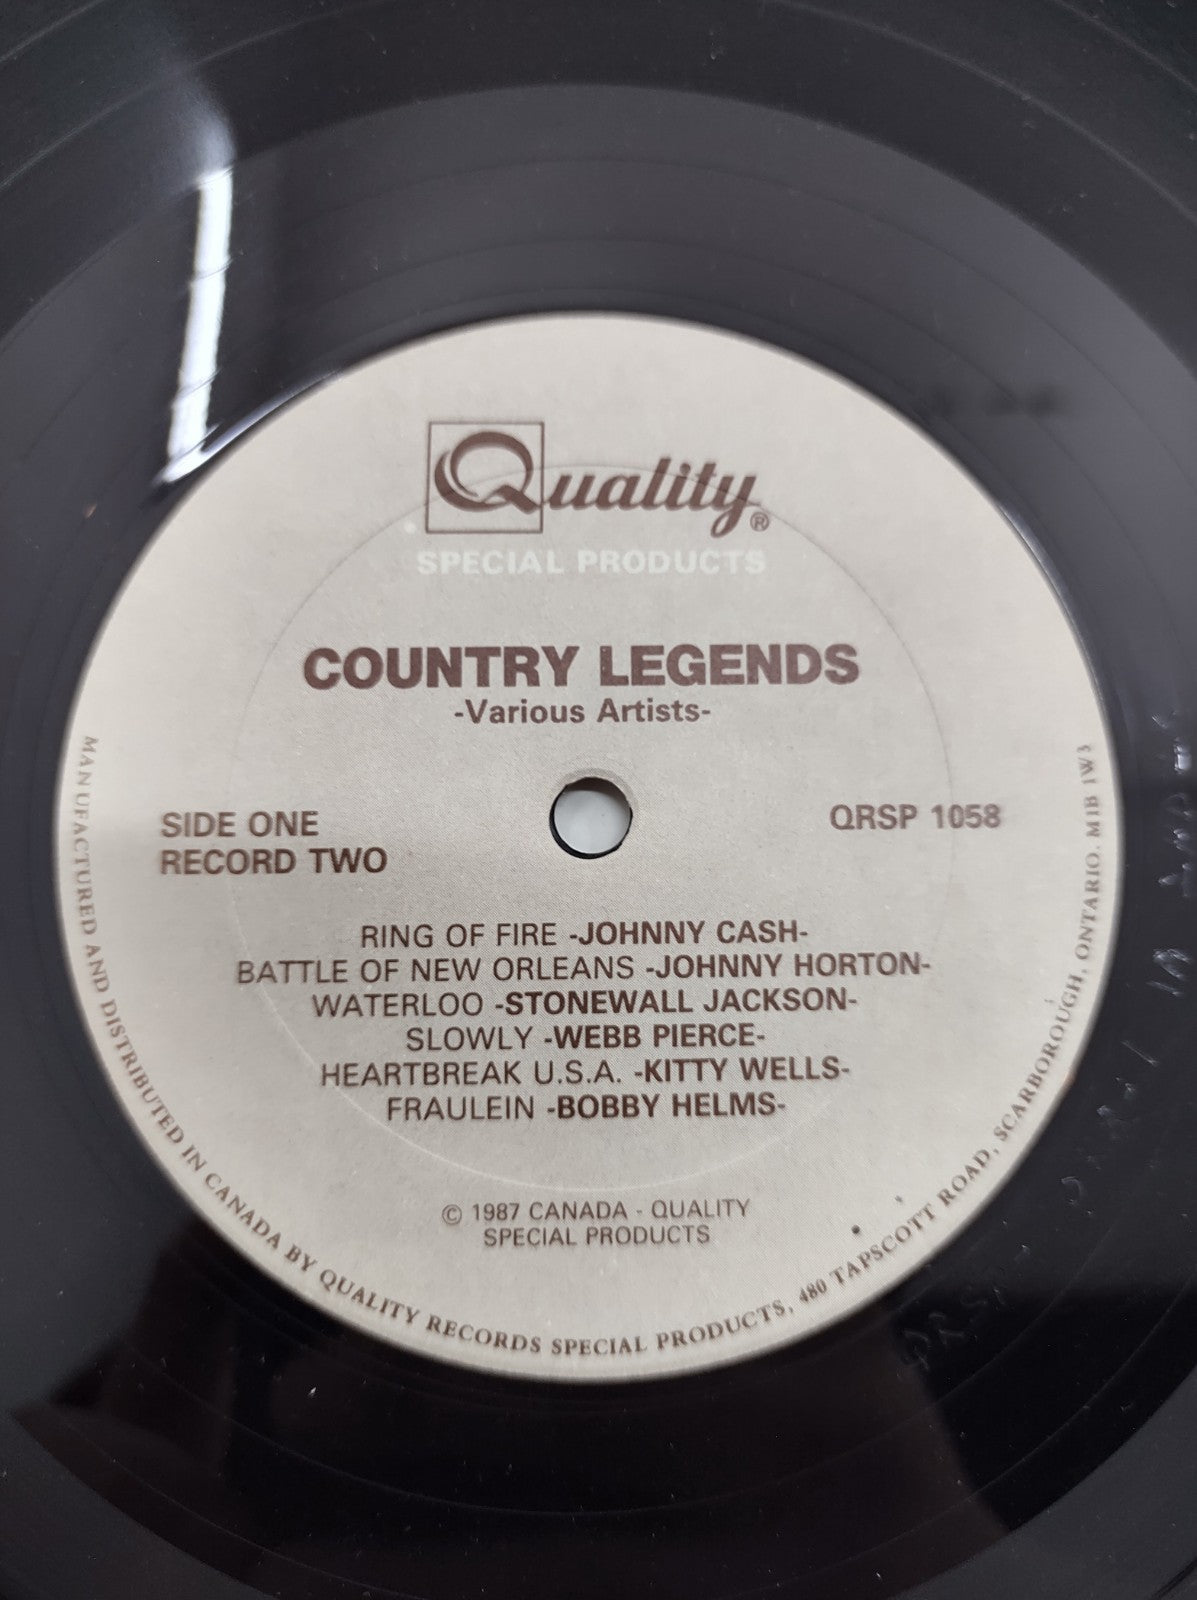 Quality®
SPECIAL PRODUCTS
COUNTRY LEGENDS
-Various Artists-
SIDE ONE
RECORD TWO
QRSP 1058
RING OF FIRE -JOHNNY CASH-
BATTLE OF NEW ORLEANS -JOHNNY HORTON-
WATERLOO -STONEWALL JACKSON-
SLOWLY -WEBB PIERCE-
HEARTBREAK U.S.A. -KITTY WELLS-
FRAULEIN -BOBBY HELMS-
© 1987 CANADA - QUALITY
SPECIAL PRODUCTS
MANUFACTURED AND DISTRIBUTED IN CANADA BY QUALITY RECORDS SPECIAL PRODUCTS, 480 TAPSCOTT ROAD, SCARBOROUGH, ONTARIO. M1B 1W3